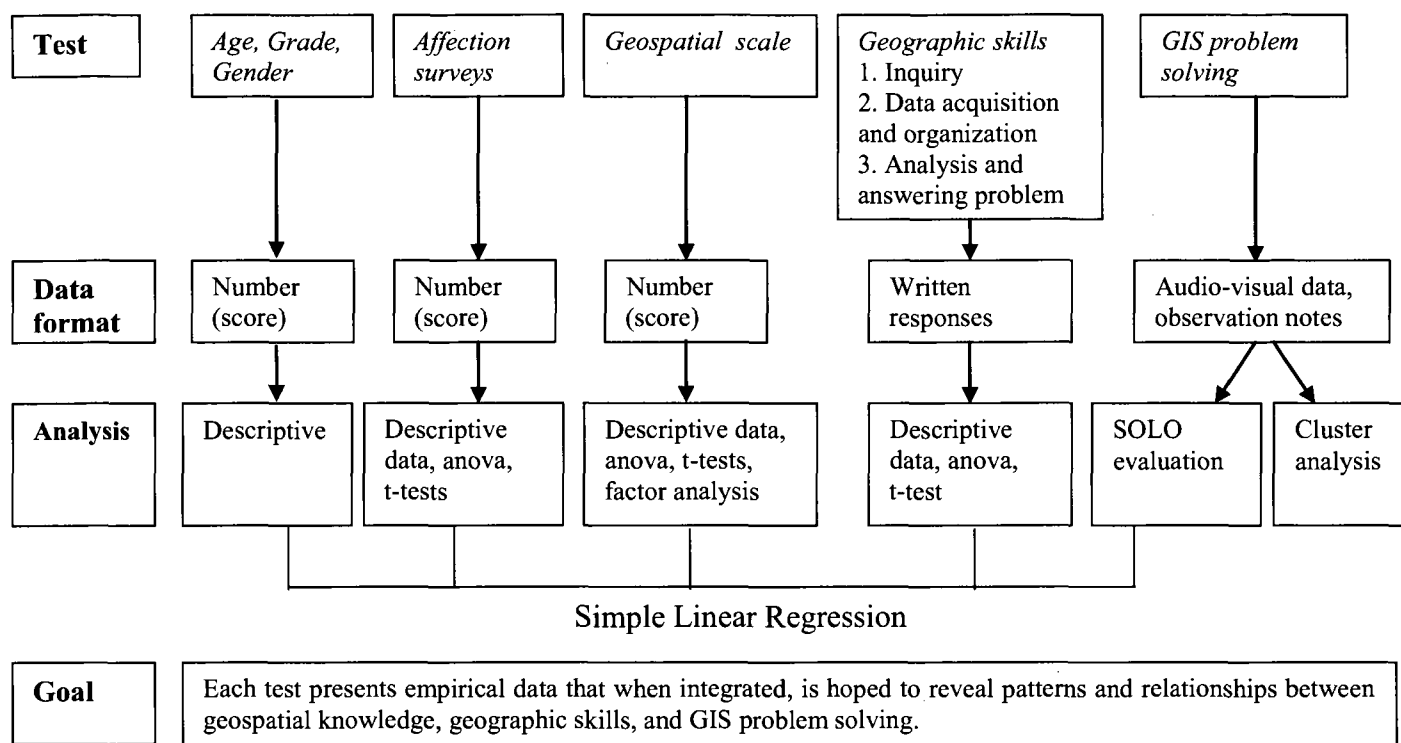 Test
Age, Grade,
Gender
Affection
surveys
Geospatial scale
Geographic skills
1. Inquiry
2. Data acquisition
and organization
3. Analysis and
answering problem
GIS problem
solving
Data
format
Number
(score)
Number
(score)
Number
(score)
Written
responses
Audio-visual data,
observation notes
Analysis
Descriptive
Descriptive
data, anova,
t-tests
Descriptive data,
anova, t-tests,
factor analysis
Descriptive
data, anova,
t-test
SOLO
evaluation
Cluster
analysis
Simple Linear Regression
Goal
Each test presents empirical data that when integrated, is hoped to reveal patterns and relationships between
geospatial knowledge, geographic skills, and GIS problem solving.